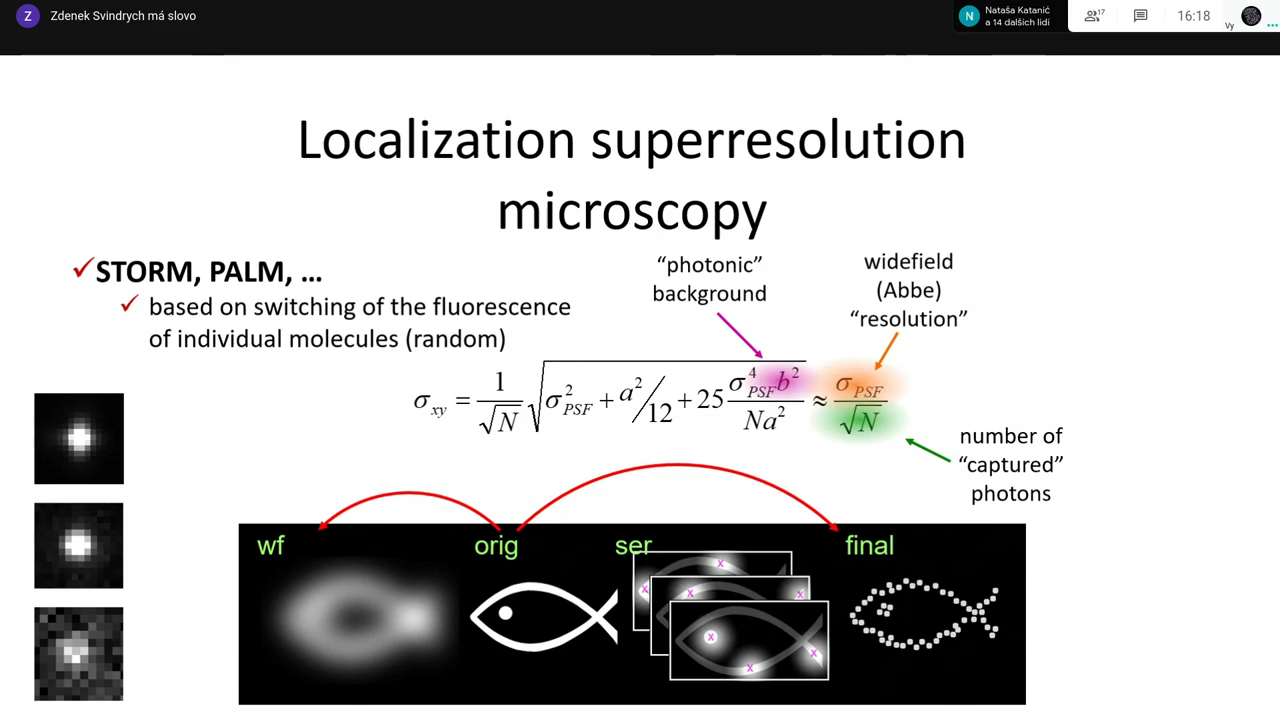 Z Zdenek Svindrych má slovo
N Nataša Katanić
a 14 dalších lidí
17
16:18
Vy
Localization superresolution
microscopy
✓STORM, PALM, ...
✓ based on switching of the fluorescence
of individual molecules (random)
“photonic”
background
widefield
(Abbe)
“resolution”
σxy = 1/√N √(σ²PSF + a²/12 + 25 σ⁴PSF b²/Na²) ≈ σPSF/√N
number of
“captured”
photons
wf orig ser final
x
x x x
x
x
x